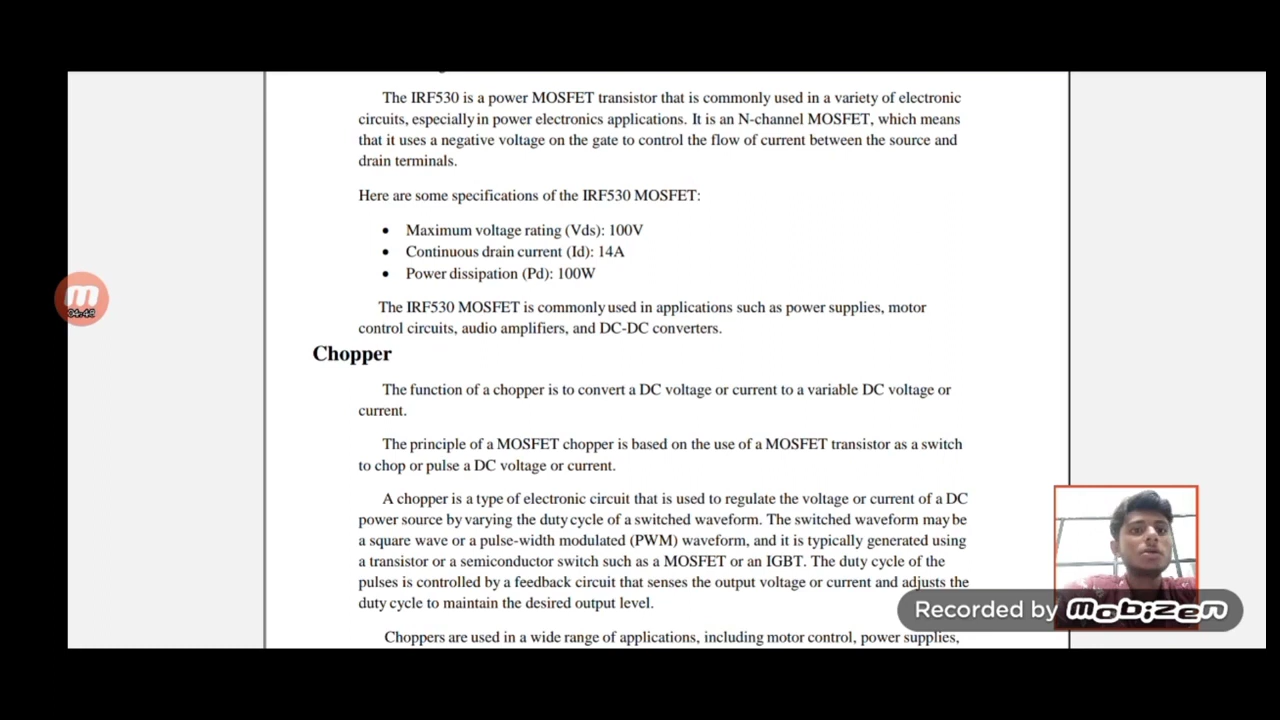 The IRF530 is a power MOSFET transistor that is commonly used in a variety of electronic
circuits, especially in power electronics applications. It is an N-channel MOSFET, which means
that it uses a negative voltage on the gate to control the flow of current between the source and
drain terminals.
Here are some specifications of the IRF530 MOSFET:
• Maximum voltage rating (Vds): 100V
• Continuous drain current (Id): 14A
• Power dissipation (Pd): 100W
The IRF530 MOSFET is commonly used in applications such as power supplies, motor
control circuits, audio amplifiers, and DC-DC converters.
Chopper
The function of a chopper is to convert a DC voltage or current to a variable DC voltage or
current.
The principle of a MOSFET chopper is based on the use of a MOSFET transistor as a switch
to chop or pulse a DC voltage or current.
A chopper is a type of electronic circuit that is used to regulate the voltage or current of a DC
power source by varying the duty cycle of a switched waveform. The switched waveform may be
a square wave or a pulse-width modulated (PWM) waveform, and it is typically generated using
a transistor or a semiconductor switch such as a MOSFET or an IGBT. The duty cycle of the
pulses is controlled by a feedback circuit that senses the output voltage or current and adjusts the
duty cycle to maintain the desired output level.
Choppers are used in a wide range of applications, including motor control, power supplies,
m
Recorded by mobizen